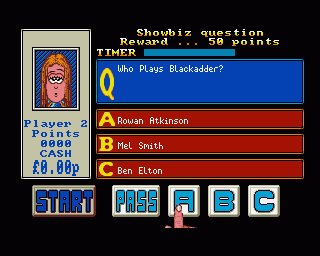 Showbiz question
Reward ... 50 points
TIMER
Q Who Plays Blackadder?
A Rowan Atkinson
B Mel Smith
C Ben Elton
Player 2
Points
0000
CASH
£0.00p
START PASS A B C